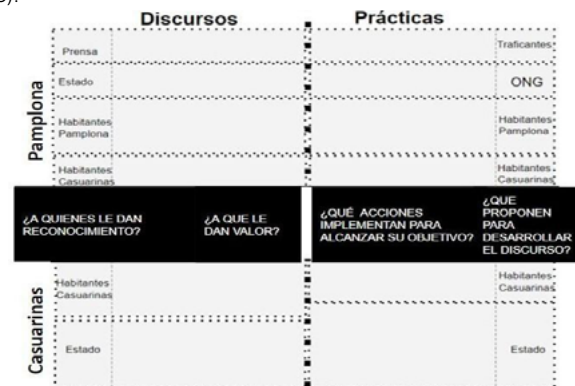 Discursos
Prácticas
Pamplona
Prensa
Traficantes
Estado
ONG
Habitantes
Pamplona
Habitantes
Pamplona
Habitantes
Casuarinas
Habitantes
Casuarinas
¿A QUIENES LE DAN
RECONOCIMIENTO?
¿A QUE LE
DAN VALOR?
¿QUÉ ACCIONES
IMPLEMENTAN PARA
ALCANZAR SU OBJETIVO?
¿QUE
PROPONEN
PARA
DESARROLLAR
EL DISCURSO?
Casuarinas
Habitantes
Casuarinas
Habitantes
Casuarinas
Estado
Estado